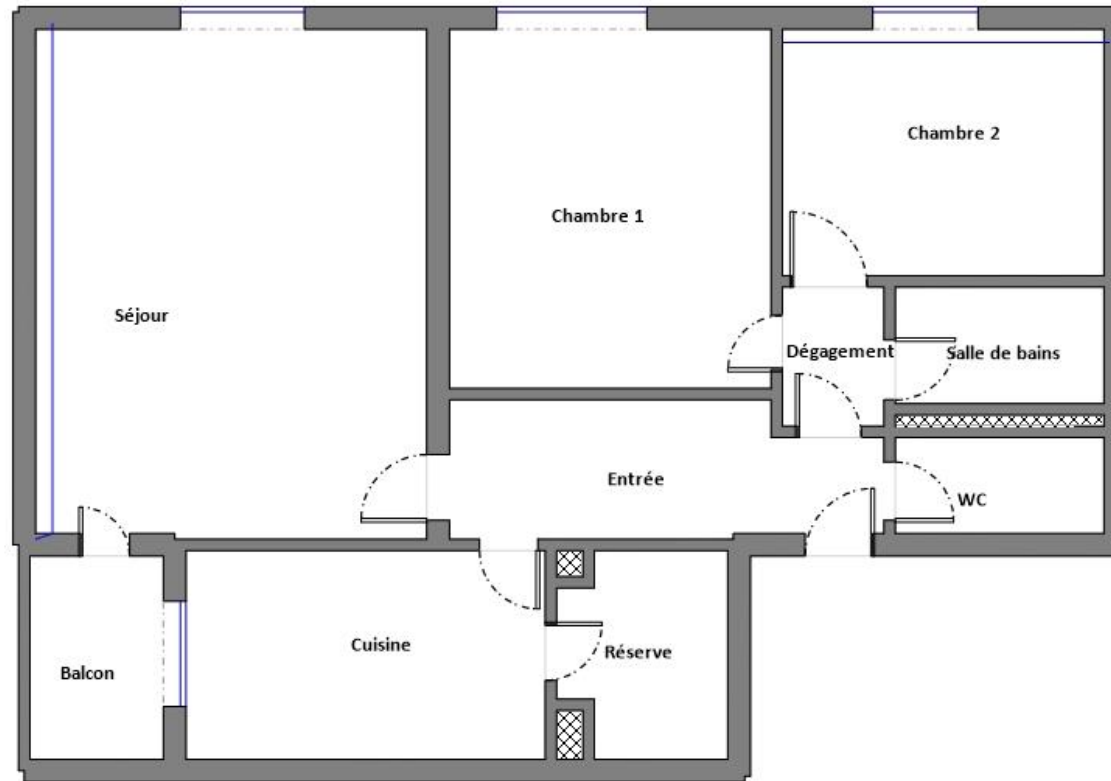 Chambre 2
Chambre 1
Séjour
Dégagement
Salle de bains
Entrée
WC
Cuisine
Réserve
Balcon